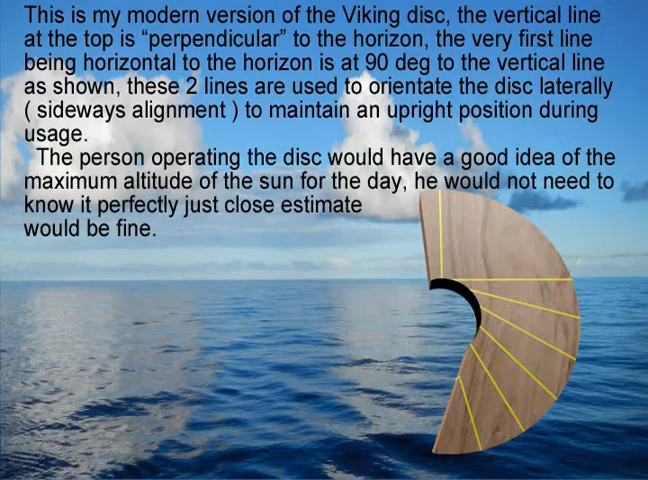 This is my modern version of the Viking disc, the vertical line
at the top is “perpendicular” to the horizon, the very first line
being horizontal to the horizon is at 90 deg to the vertical line
as shown, these 2 lines are used to orientate the disc laterally
( sideways alignment ) to maintain an upright position during
usage.
The person operating the disc would have a good idea of the
maximum altitude of the sun for the day, he would not need to
know it perfectly just close estimate
would be fine.